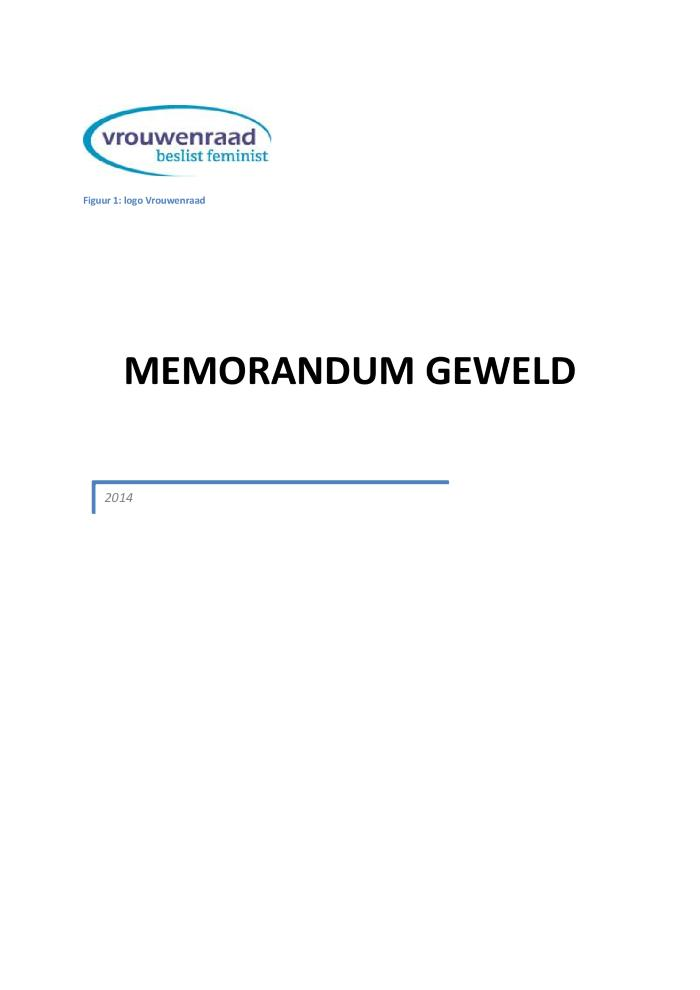 vrouwenraad
beslist feminist
Figuur 1: logo Vrouwenraad
MEMORANDUM GEWELD
2014